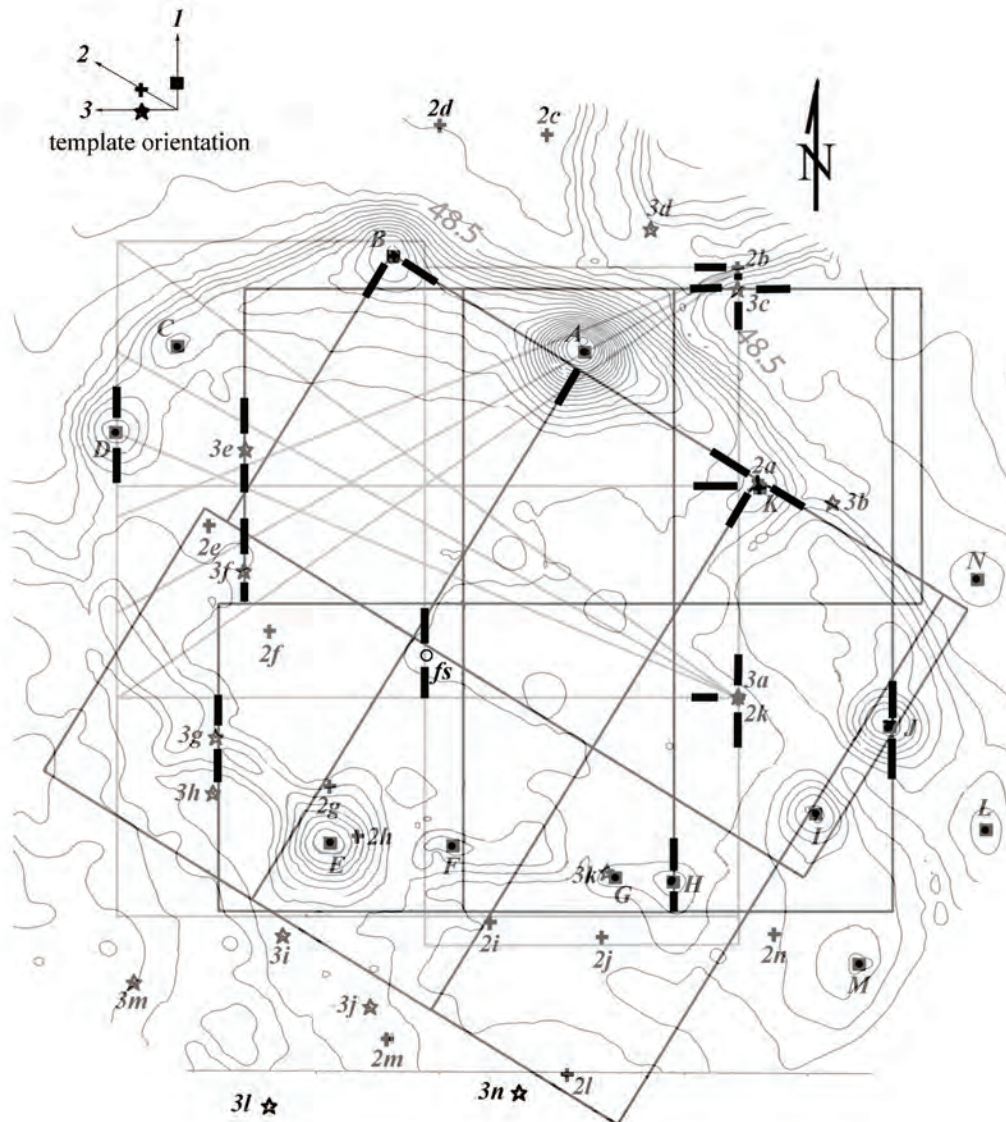 1
2
3
template orientation
N
2d
2c
48.5
3d
B
2b
3c
48.5
C
A
D
3e
2a
K
3b
2e
3f
N
2f
fs
3a
2k
3g
J
3h
2g
2h
I
L
E
F
3k
G
H
2i
2j
2n
3i
M
3m
3j
2m
2l
3l
3n